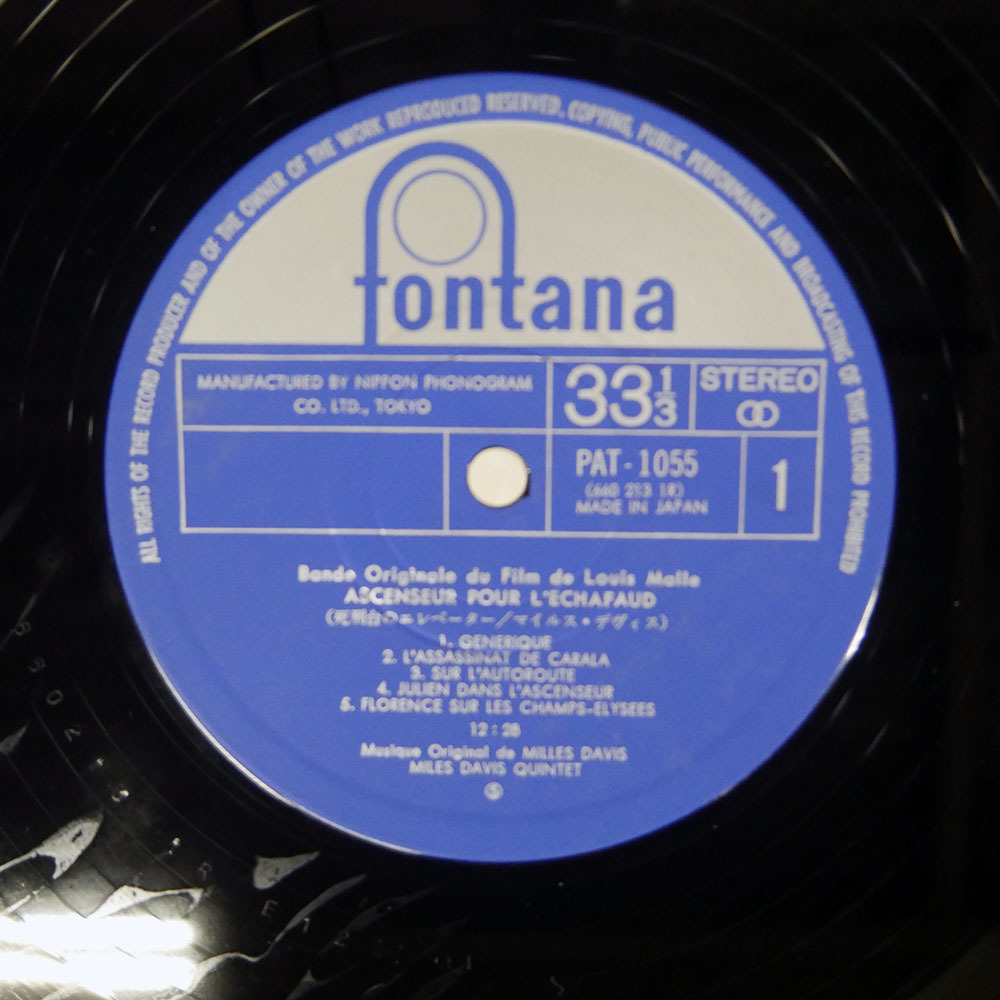 ALL RIGHTS OF THE RECORD PRODUCER AND OF THE OWNER OF THE WORK REPRODUCED RESERVED. COPYING, PUBLIC PERFORMANCE AND BROADCASTING OF THIS RECORD PROHIBITED
fontana
MANUFACTURED BY NIPPON PHONOGRAM
CO. LTD., TOKYO
33 1/3
STEREO
PAT-1055
(660 213 1R)
MADE IN JAPAN
1
Bande Originale du Film de Louis Malle
ASCENSEUR POUR L'ECHAFAUD
(死刑台のエレベーター/マイルス・デヴィス)
1. GENERIQUE
2. L'ASSASSINAT DE CARALA
3. SUR L'AUTOROUTE
4. JULIEN DANS L'ASCENSEUR
5. FLORENCE SUR LES CHAMPS-ELYSEES
12:28
Musique Original de MILLES DAVIS
MILES DAVIS QUINTET